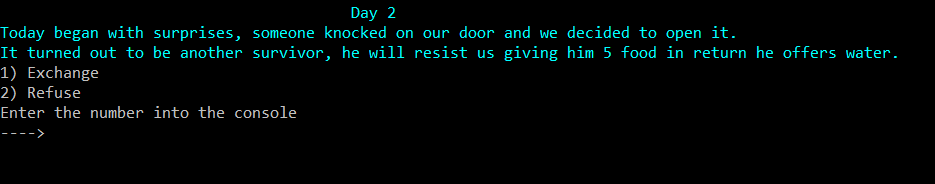 Day 2
Today began with surprises, someone knocked on our door and we decided to open it.
It turned out to be another survivor, he will resist us giving him 5 food in return he offers water.
1) Exchange
2) Refuse
Enter the number into the console
---->